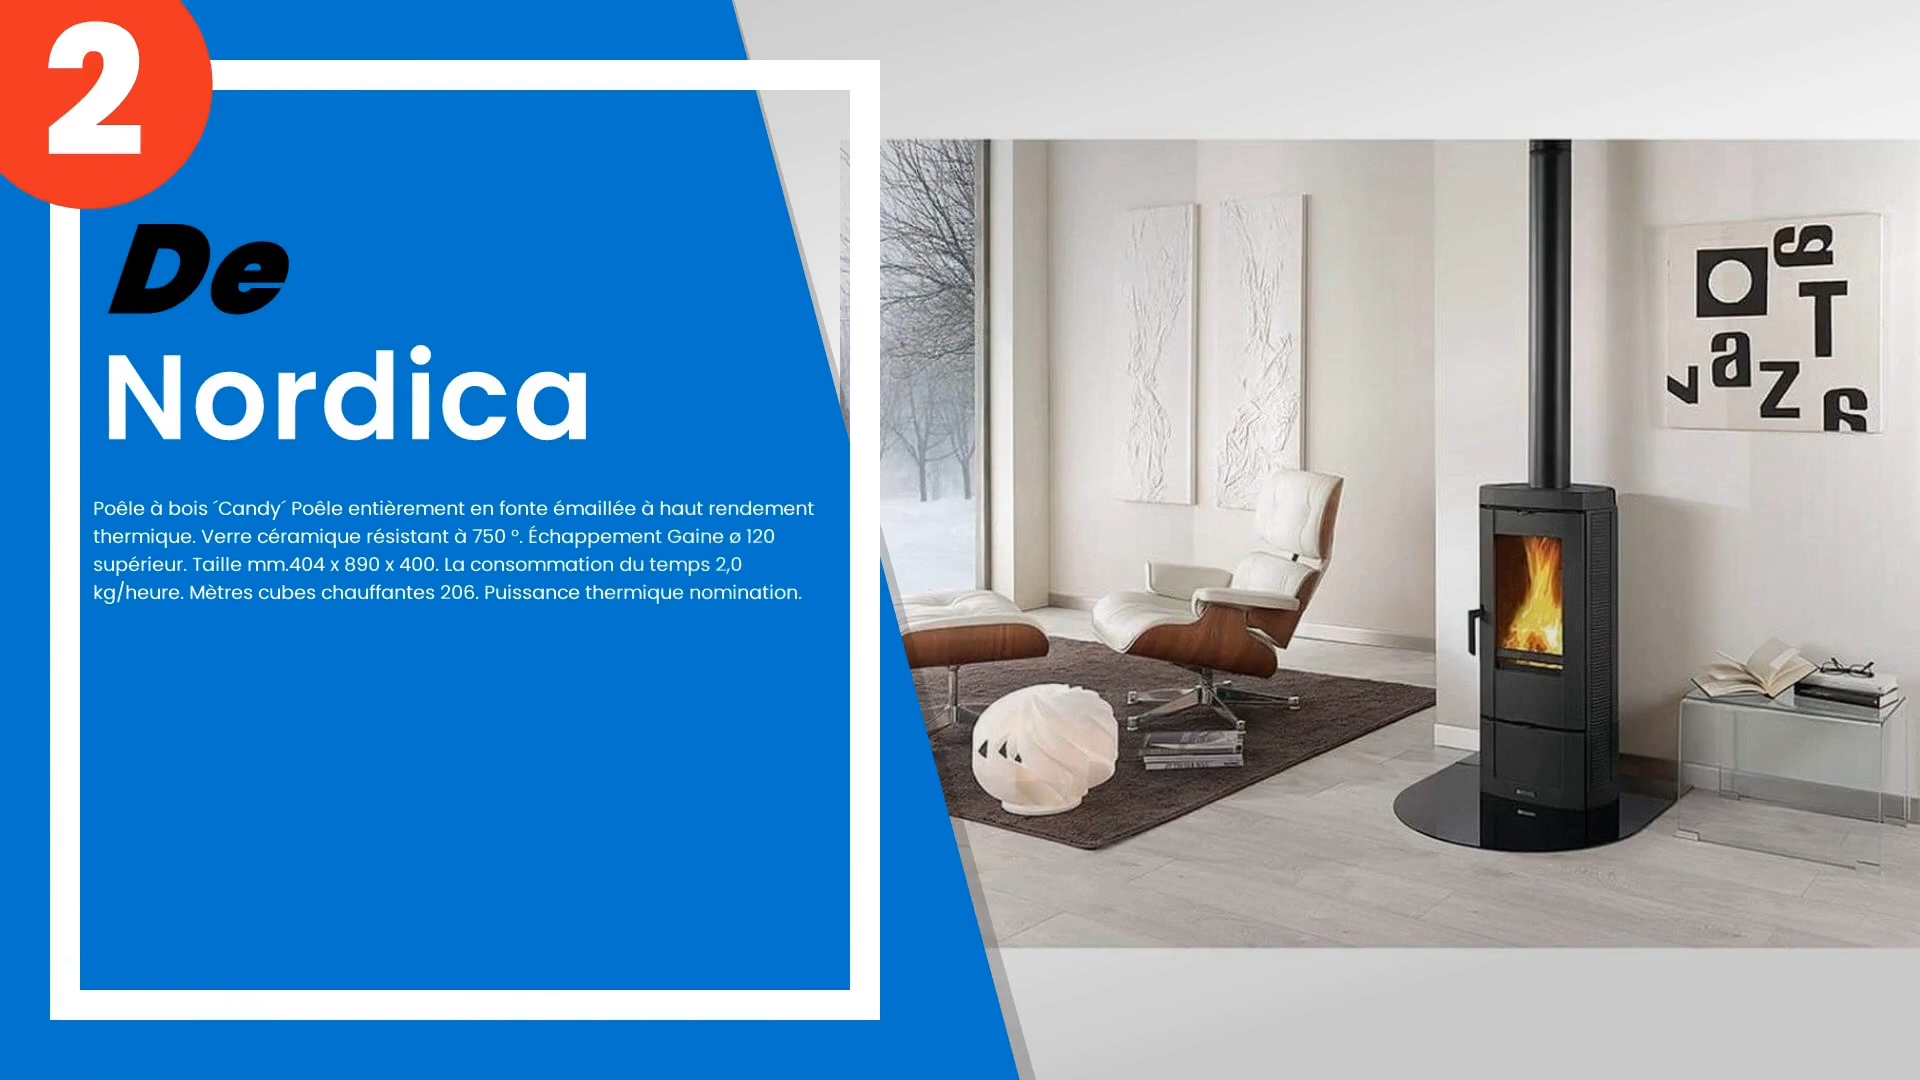 2
De
Nordica
Poêle à bois ´Candy´ Poêle entièrement en fonte émaillée à haut rendement
thermique. Verre céramique résistant à 750 °. Échappement Gaine ø 120
supérieur. Taille mm.404 x 890 x 400. La consommation du temps 2,0
kg/heure. Mètres cubes chauffantes 206. Puissance thermique nomination.
a
T
v a z